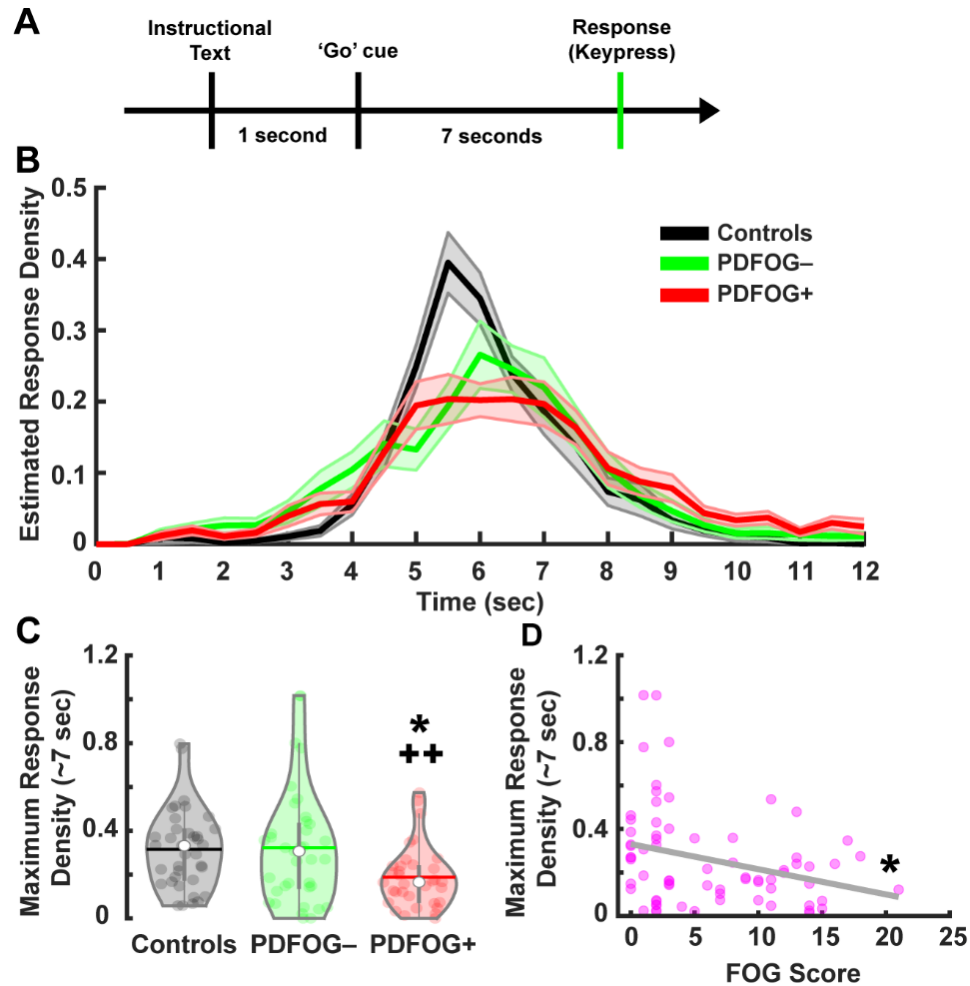 A
Instructional
Text
‘Go’ cue
Response
(Keypress)
1 second
7 seconds
B
Estimated Response Density
0.5
0.4
0.3
0.2
0.1
0
Controls
PDFOG–
PDFOG+
0 1 2 3 4 5 6 7 8 9 10 11 12
Time (sec)
C
Maximum Response
Density (~7 sec)
1.2
0.8
0.4
0
*
++
Controls PDFOG– PDFOG+
D
Maximum Response
Density (~7 sec)
1.2
0.8
0.4
0
*
0 5 10 15 20 25
FOG Score